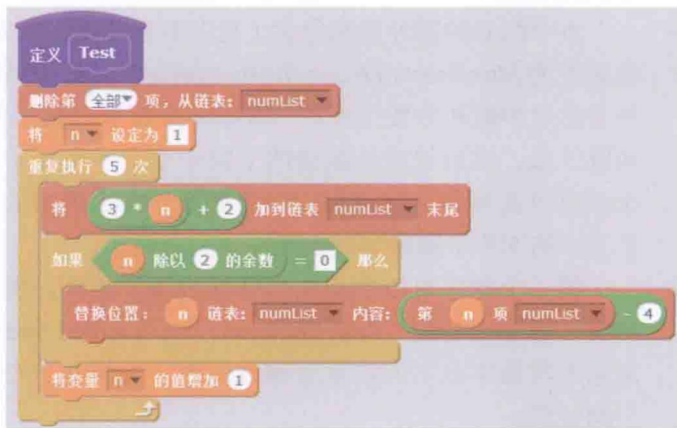 定义 Test
删除第 全部 项，从链表: numList
将 n 设定为 1
重复执行 5 次
将 3 * n + 2 加到链表 numList 末尾
如果 n 除以 2 的余数 = 0 那么
替换位置： n 链表: numList 内容: 第 n 项 numList - 4
将变量 n 的值增加 1